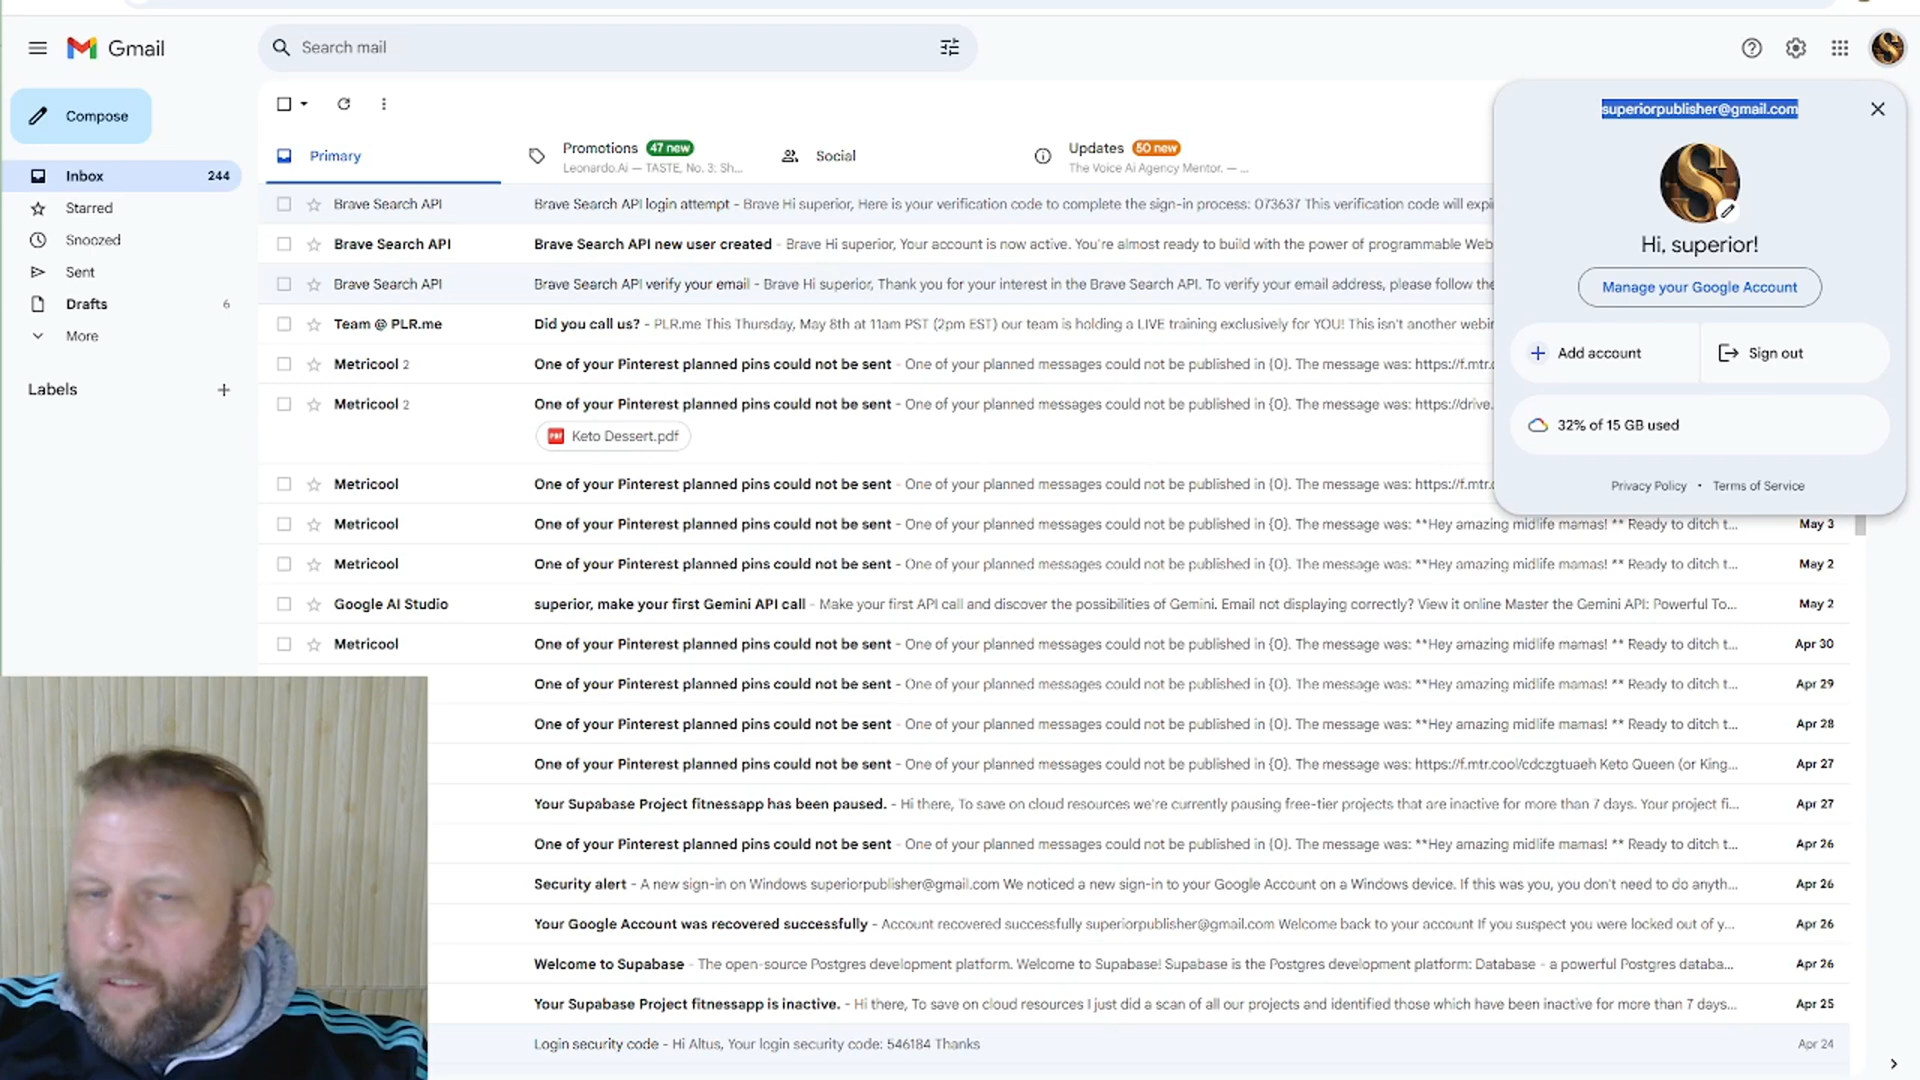 Gmail
Search mail
superiorpublisher@gmail.com
Hi, superior!
Manage your Google Account
Add account
Sign out
32% of 15 GB used
Privacy Policy • Terms of Service
Compose
Inbox 244
Starred
Snoozed
Sent
Drafts 6
More
Labels
Primary
Promotions 47 new
Leonardo.Ai — TASTE, No. 3: Sh...
Social
Updates 50 new
The Voice Ai Agency Mentor. — ...
Brave Search API Brave Search API login attempt - Brave Hi superior, Here is your verification code to complete the sign-in process: 073637 This verification code will expi
Brave Search API Brave Search API new user created - Brave Hi superior, Your account is now active. You're almost ready to build with the power of programmable Web
Brave Search API Brave Search API verify your email - Brave Hi superior, Thank you for your interest in the Brave Search API. To verify your email address, please follow the
Team @ PLR.me Did you call us? - PLR.me This Thursday, May 8th at 11am PST (2pm EST) our team is holding a LIVE training exclusively for YOU! This isn't another webi
Metricool 2 One of your Pinterest planned pins could not be sent - One of your planned messages could not be published in {0}. The message was: https://f.mtr.c
Metricool 2 One of your Pinterest planned pins could not be sent - One of your planned messages could not be published in {0}. The message was: https://drive.
PDF Keto Dessert.pdf
Metricool One of your Pinterest planned pins could not be sent - One of your planned messages could not be published in {0}. The message was: https://f.mtr.c
Metricool One of your Pinterest planned pins could not be sent - One of your planned messages could not be published in {0}. The message was: **Hey amazing midlife mamas! ** Ready to ditch t... May 3
Metricool One of your Pinterest planned pins could not be sent - One of your planned messages could not be published in {0}. The message was: **Hey amazing midlife mamas! ** Ready to ditch t... May 2
Google AI Studio superior, make your first Gemini API call - Make your first API call and discover the possibilities of Gemini. Email not displaying correctly? View it online Master the Gemini API: Powerful To... May 2
Metricool One of your Pinterest planned pins could not be sent - One of your planned messages could not be published in {0}. The message was: **Hey amazing midlife mamas! ** Ready to ditch t... Apr 30
One of your Pinterest planned pins could not be sent - One of your planned messages could not be published in {0}. The message was: **Hey amazing midlife mamas! ** Ready to ditch t... Apr 29
One of your Pinterest planned pins could not be sent - One of your planned messages could not be published in {0}. The message was: **Hey amazing midlife mamas! ** Ready to ditch t... Apr 28
One of your Pinterest planned pins could not be sent - One of your planned messages could not be published in {0}. The message was: https://f.mtr.cool/cdczgtuaeh Keto Queen (or King... Apr 27
Your Supabase Project fitnessapp has been paused. - Hi there, To save on cloud resources we're currently pausing free-tier projects that are inactive for more than 7 days. Your project fi... Apr 27
One of your Pinterest planned pins could not be sent - One of your planned messages could not be published in {0}. The message was: **Hey amazing midlife mamas! ** Ready to ditch t... Apr 26
Security alert - A new sign-in on Windows superiorpublisher@gmail.com We noticed a new sign-in to your Google Account on a Windows device. If this was you, you don't need to do anyth... Apr 26
Your Google Account was recovered successfully - Account recovered successfully superiorpublisher@gmail.com Welcome back to your account If you suspect you were locked out of y... Apr 26
Welcome to Supabase - The open-source Postgres development platform. Welcome to Supabase! Supabase is the Postgres development platform: Database - a powerful Postgres databa... Apr 26
Your Supabase Project fitnessapp is inactive. - Hi there, To save on cloud resources I just did a scan of all our projects and identified those which have been inactive for more than 7 days... Apr 25
Login security code - Hi Altus, Your login security code: 546184 Thanks Apr 24